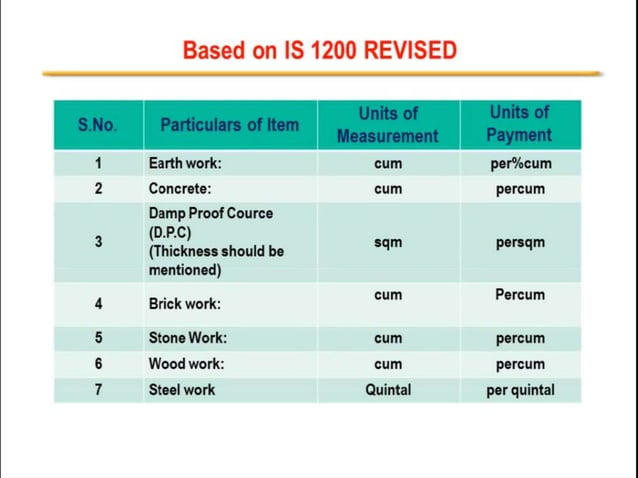 Based on IS 1200 REVISED
S.No. Particulars of Item Units of Measurement Units of Payment
1 Earth work: cum per%cum
2 Concrete: cum percum
3 Damp Proof Cource (D.P.C) (Thickness should be mentioned) sqm persqm
4 Brick work: cum Percum
5 Stone Work: cum percum
6 Wood work: cum percum
7 Steel work Quintal per quintal